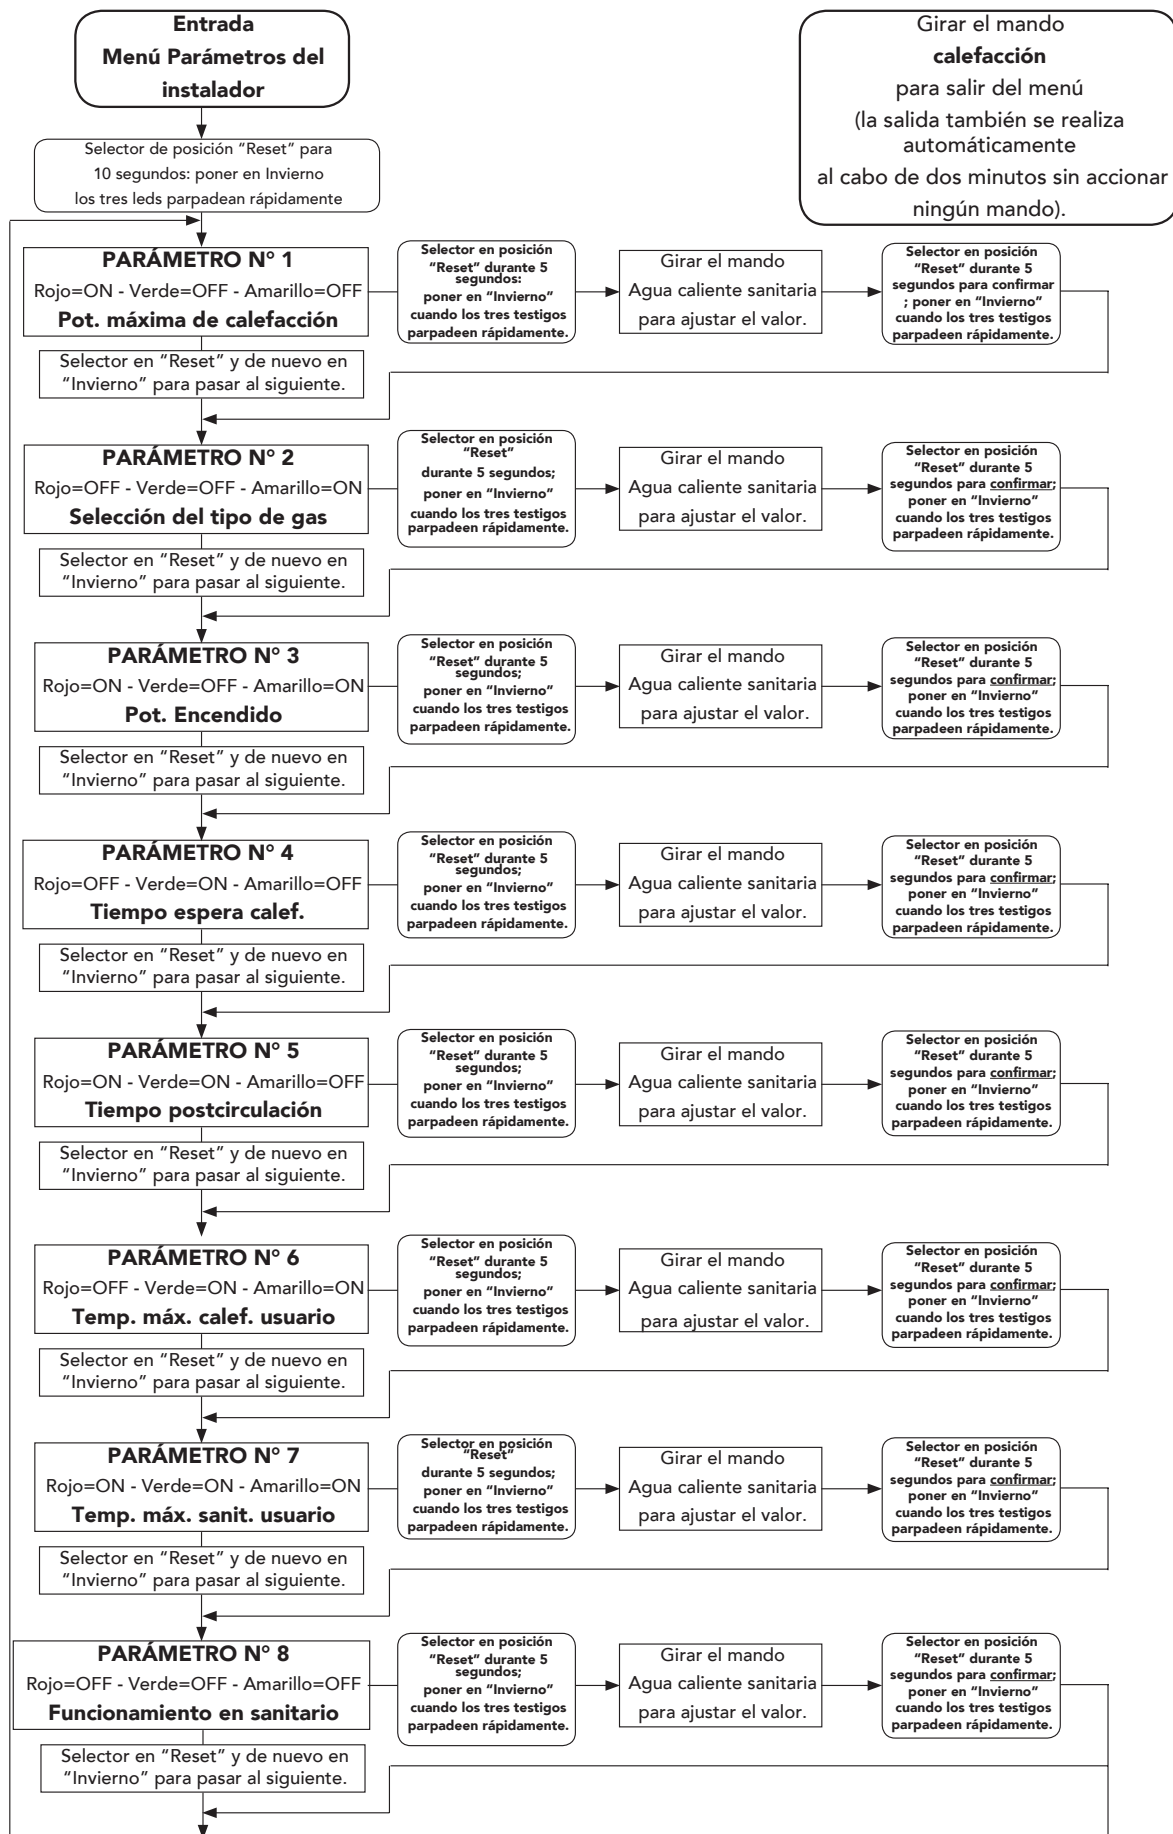 Entrada
Menú Parámetros del
instalador
Girar el mando
calefacción
para salir del menú
(la salida también se realiza
automáticamente
al cabo de dos minutos sin accionar
ningún mando).
Selector de posición “Reset” para
10 segundos: poner en Invierno
los tres leds parpadean rápidamente
PARÁMETRO N° 1
Rojo=ON - Verde=OFF - Amarillo=OFF
Pot. máxima de calefacción
Selector en posición
“Reset” durante 5
segundos:
poner en “Invierno”
cuando los tres testigos
parpadeen rápidamente.
Girar el mando
Agua caliente sanitaria
para ajustar el valor.
Selector en posición
“Reset” durante 5
segundos para confirmar
; poner en “Invierno”
cuando los tres testigos
parpadeen rápidamente.
Selector en “Reset” y de nuevo en
“Invierno” para pasar al siguiente.
PARÁMETRO N° 2
Rojo=OFF - Verde=OFF - Amarillo=ON
Selección del tipo de gas
Selector en posición
“Reset”
durante 5 segundos;
poner en “Invierno”
cuando los tres testigos
parpadeen rápidamente.
Girar el mando
Agua caliente sanitaria
para ajustar el valor.
Selector en posición
“Reset” durante 5
segundos para confirmar;
poner en “Invierno”
cuando los tres testigos
parpadeen rápidamente.
Selector en “Reset” y de nuevo en
“Invierno” para pasar al siguiente.
PARÁMETRO N° 3
Rojo=ON - Verde=OFF - Amarillo=ON
Pot. Encendido
Selector en posición
“Reset” durante 5
segundos;
poner en “Invierno”
cuando los tres testigos
parpadeen rápidamente.
Girar el mando
Agua caliente sanitaria
para ajustar el valor.
Selector en posición
“Reset” durante 5
segundos para confirmar;
poner en “Invierno”
cuando los tres testigos
parpadeen rápidamente.
Selector en “Reset” y de nuevo en
“Invierno” para pasar al siguiente.
PARÁMETRO N° 4
Rojo=OFF - Verde=ON - Amarillo=OFF
Tiempo espera calef.
Selector en posición
“Reset” durante 5
segundos;
poner en “Invierno”
cuando los tres testigos
parpadeen rápidamente.
Girar el mando
Agua caliente sanitaria
para ajustar el valor.
Selector en posición
“Reset” durante 5
segundos para confirmar;
poner en “Invierno”
cuando los tres testigos
parpadeen rápidamente.
Selector en “Reset” y de nuevo en
“Invierno” para pasar al siguiente.
PARÁMETRO N° 5
Rojo=ON - Verde=ON - Amarillo=OFF
Tiempo postcirculación
Selector en posición
“Reset” durante 5
segundos;
poner en “Invierno”
cuando los tres testigos
parpadeen rápidamente.
Girar el mando
Agua caliente sanitaria
para ajustar el valor.
Selector en posición
“Reset” durante 5
segundos para confirmar;
poner en “Invierno”
cuando los tres testigos
parpadeen rápidamente.
Selector en “Reset” y de nuevo en
“Invierno” para pasar al siguiente.
PARÁMETRO N° 6
Rojo=OFF - Verde=ON - Amarillo=ON
Temp. máx. calef. usuario
Selector en posición
“Reset” durante 5
segundos;
poner en “Invierno”
cuando los tres testigos
parpadeen rápidamente.
Girar el mando
Agua caliente sanitaria
para ajustar el valor.
Selector en posición
“Reset” durante 5
segundos para confirmar;
poner en “Invierno”
cuando los tres testigos
parpadeen rápidamente.
Selector en “Reset” y de nuevo en
“Invierno” para pasar al siguiente.
PARÁMETRO N° 7
Rojo=ON - Verde=ON - Amarillo=ON
Temp. máx. sanit. usuario
Selector en posición
“Reset”
durante 5 segundos;
poner en “Invierno”
cuando los tres testigos
parpadeen rápidamente.
Girar el mando
Agua caliente sanitaria
para ajustar el valor.
Selector en posición
“Reset” durante 5
segundos para confirmar;
poner en “Invierno”
cuando los tres testigos
parpadeen rápidamente.
Selector en “Reset” y de nuevo en
“Invierno” para pasar al siguiente.
PARÁMETRO N° 8
Rojo=OFF - Verde=OFF - Amarillo=OFF
Funcionamiento en sanitario
Selector en posición
“Reset” durante 5
segundos;
poner en “Invierno”
cuando los tres testigos
parpadeen rápidamente.
Girar el mando
Agua caliente sanitaria
para ajustar el valor.
Selector en posición
“Reset” durante 5
segundos para confirmar;
poner en “Invierno”
cuando los tres testigos
parpadeen rápidamente.
Selector en “Reset” y de nuevo en
“Invierno” para pasar al siguiente.